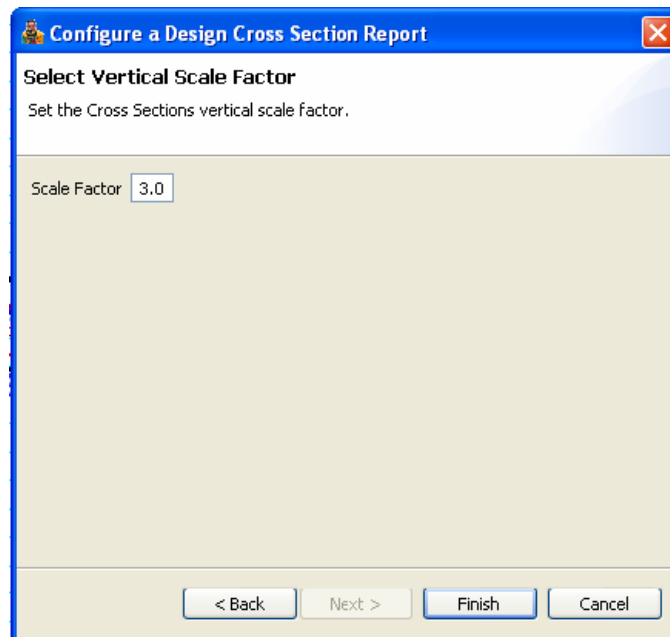 Configure a Design Cross Section Report
Select Vertical Scale Factor
Set the Cross Sections vertical scale factor.
Scale Factor 3.0
< Back Next > Finish Cancel